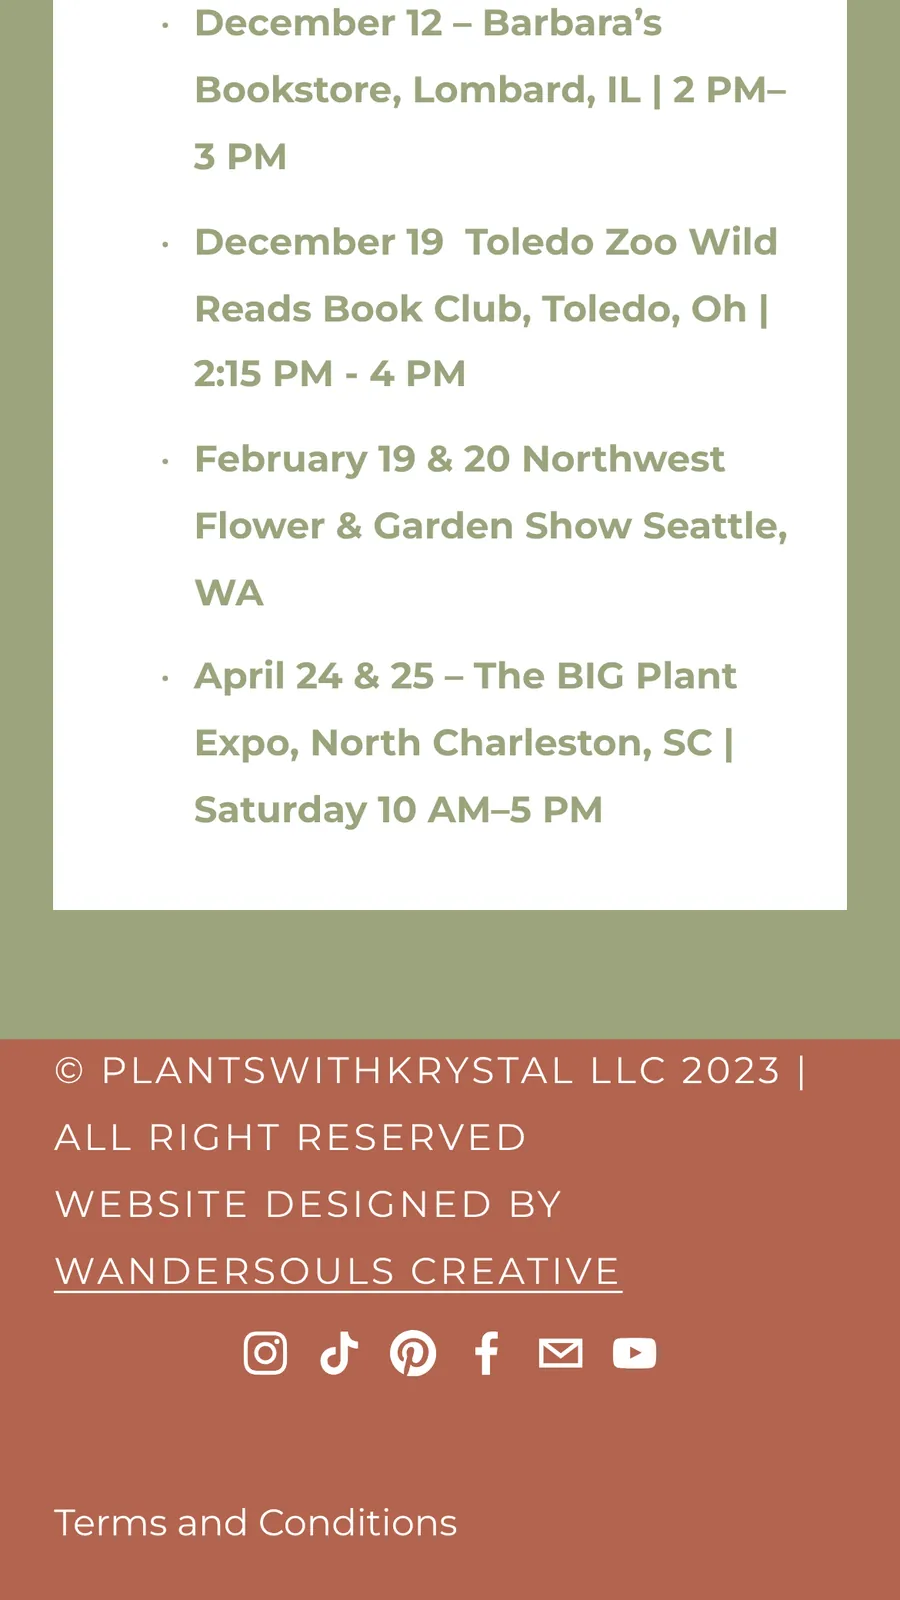 · December 12 – Barbara’s
Bookstore, Lombard, IL | 2 PM–
3 PM
· December 19  Toledo Zoo Wild
Reads Book Club, Toledo, Oh |
2:15 PM - 4 PM
· February 19 & 20 Northwest
Flower & Garden Show Seattle,
WA
· April 24 & 25 – The BIG Plant
Expo, North Charleston, SC |
Saturday 10 AM–5 PM
© PLANTSWITHKRYSTAL LLC 2023 |
ALL RIGHT RESERVED
WEBSITE DESIGNED BY
WANDERSOULS CREATIVE
Terms and Conditions